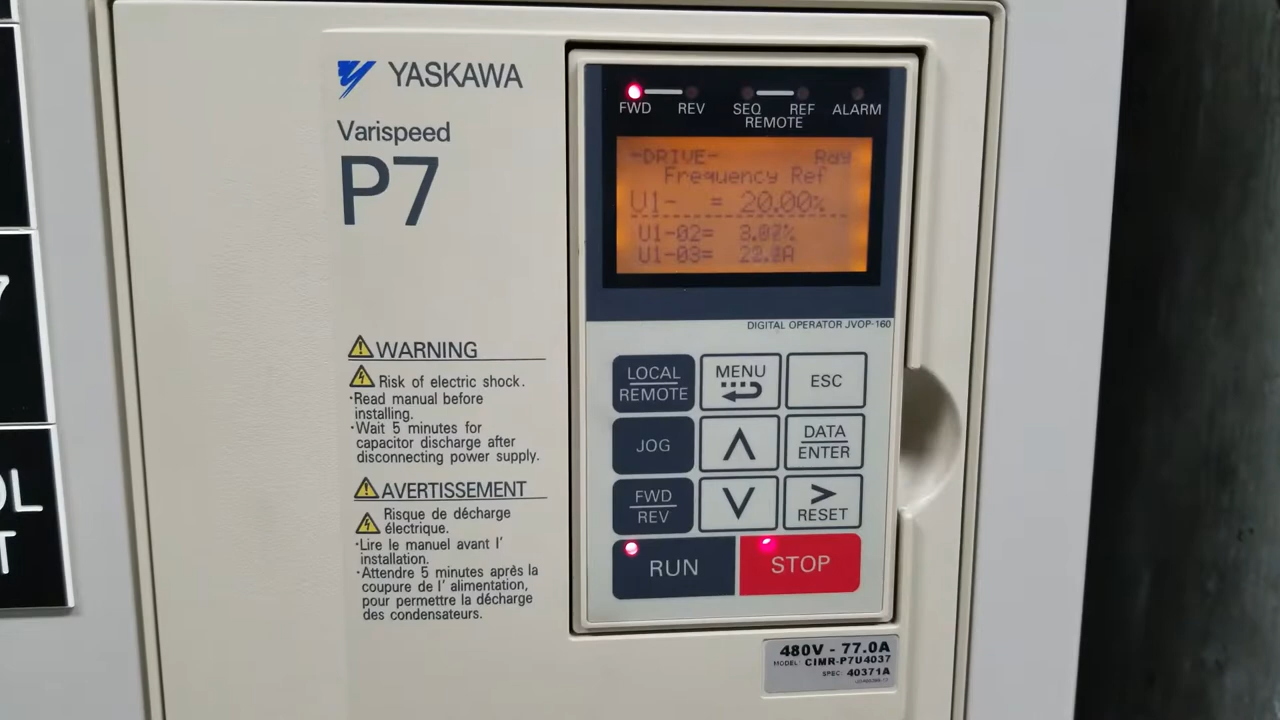 YASKAWA
Varispeed
P7
WARNING
Risk of electric shock.
·Read manual before
installing.
·Wait 5 minutes for
capacitor discharge after
disconnecting power supply.
AVERTISSEMENT
Risque de décharge
électrique.
·Lire le manuel avant l'
installation.
·Attendre 5 minutes après la
coupure de l' alimentation,
pour permettre la décharge
des condensateurs.
FWD REV SEQ REF ALARM
REMOTE
-DRIVE- Rdy
Frequency Ref
U1- = 20.00%
U1-02=
U1-03=
DIGITAL OPERATOR JVOP-160
LOCAL
REMOTE
MENU
ESC
JOG
DATA
ENTER
FWD
REV
>
RESET
RUN
STOP
480V - 77.0A
MODEL: CIMR-P7U4037
SPEC: 40371A
7
OL
T